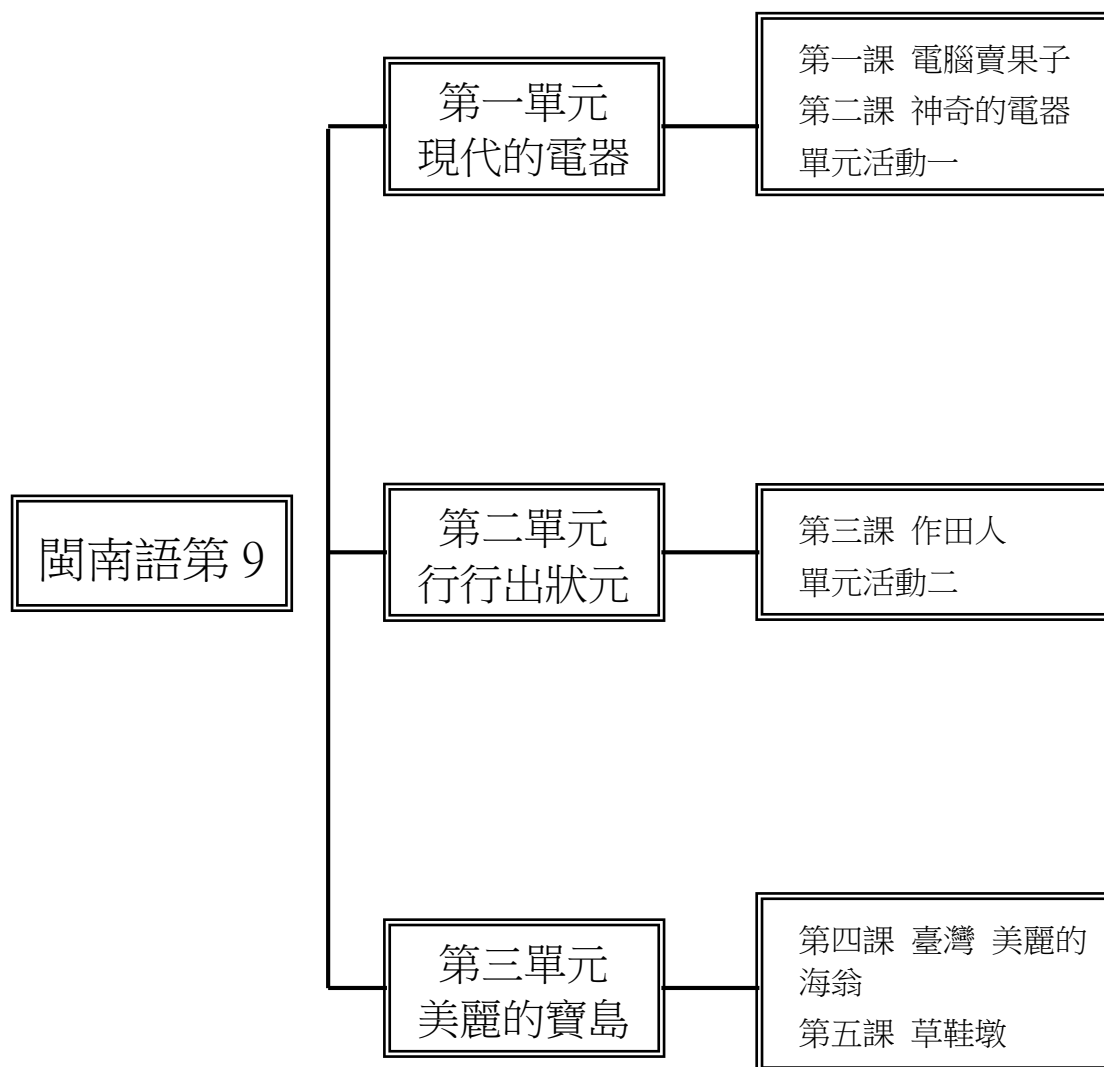 閩南語第 9
第一單元
現代的電器
第一課 電腦賣果子
第二課 神奇的電器
單元活動一
第二單元
行行出狀元
第三課 作田人
單元活動二
第三單元
美麗的寶島
第四課 臺灣 美麗的
海翁
第五課 草鞋墩